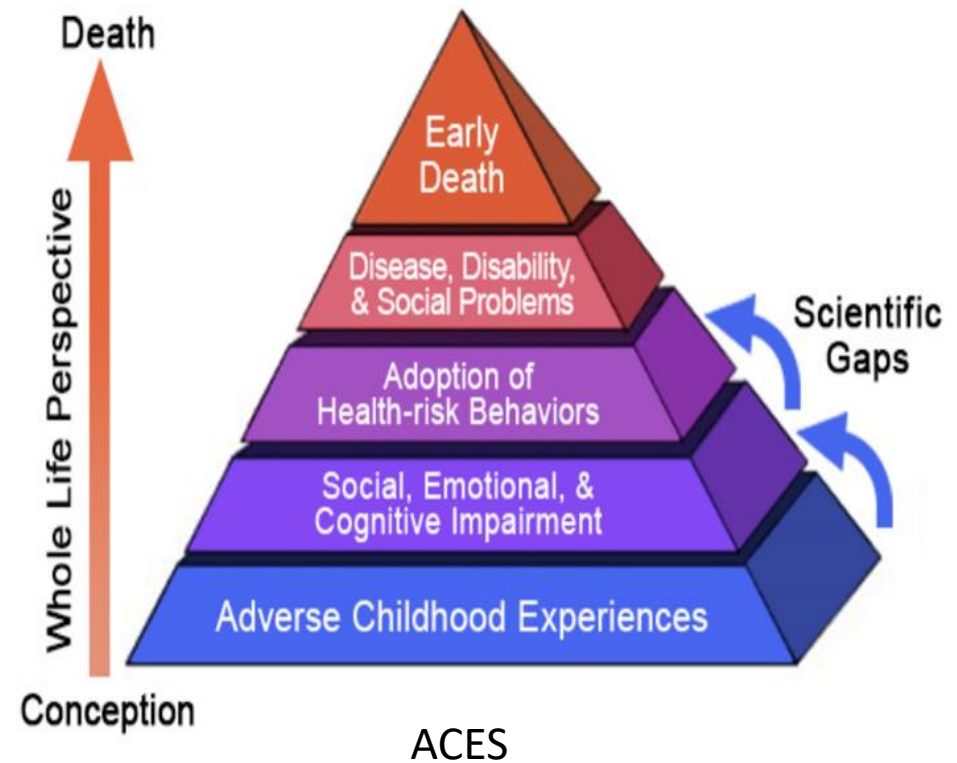 Death
Whole Life Perspective
Conception
Early
Death
Disease, Disability,
& Social Problems
Adoption of
Health-risk Behaviors
Social, Emotional, &
Cognitive Impairment
Adverse Childhood Experiences
Scientific
Gaps
ACES